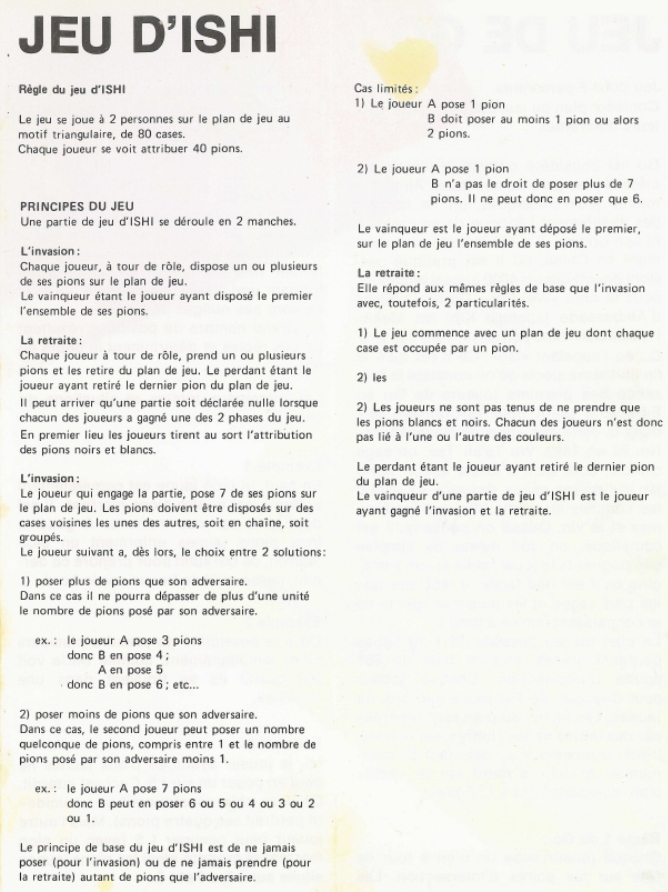 JEU D'ISHI
Règle du jeu d'ISHI
Le jeu se joue à 2 personnes sur le plan de jeu au
motif triangulaire, de 80 cases.
Chaque joueur se voit attribuer 40 pions.
PRINCIPES DU JEU
Une partie de jeu d'ISHI se déroule en 2 manches.
L'invasion :
Chaque joueur, à tour de rôle, dispose un ou plusieurs
de ses pions sur le plan de jeu.
Le vainqueur étant le joueur ayant disposé le premier
l'ensemble de ses pions.
La retraite :
Chaque joueur à tour de rôle, prend un ou plusieurs
pions et les retire du plan de jeu. Le perdant étant le
joueur ayant retiré le dernier pion du plan de jeu.
Il peut arriver qu'une partie soit déclarée nulle lorsque
chacun des joueurs a gagné une des 2 phases du jeu.
En premier lieu les joueurs tirent au sort l'attribution
des pions noirs et blancs.
L'invasion :
Le joueur qui engage la partie, pose 7 de ses pions sur
le plan de jeu. Les pions doivent être disposés sur des
cases voisines les unes des autres, soit en chaîne, soit
groupés.
Le joueur suivant a, dès lors, le choix entre 2 solutions :
1) poser plus de pions que son adversaire.
Dans ce cas il ne pourra dépasser de plus d'une unité
le nombre de pions posé par son adversaire.
ex. : le joueur A pose 3 pions
donc B en pose 4 ;
A en pose 5
donc B en pose 6 ; etc...
2) poser moins de pions que son adversaire.
Dans ce cas, le second joueur peut poser un nombre
quelconque de pions, compris entre 1 et le nombre de
pions posé par son adversaire moins 1.
ex. : le joueur A pose 7 pions
donc B peut en poser 6 ou 5 ou 4 ou 3 ou 2
ou 1.
Le principe de base du jeu d'ISHI est de ne jamais
poser (pour l'invasion) ou de ne jamais prendre (pour
la retraite) autant de pions que l'adversaire.
Cas limités :
1) Le joueur A pose 1 pion
B doit poser au moins 1 pion ou alors
2 pions.
2) Le joueur A pose 1 pion
B n'a pas le droit de poser plus de 7
pions. Il ne peut donc en poser que 6.
Le vainqueur est le joueur ayant déposé le premier,
sur le plan de jeu l'ensemble de ses pions.
La retraite :
Elle répond aux mêmes règles de base que l'invasion
avec, toutefois, 2 particularités.
1) Le jeu commence avec un plan de jeu dont chaque
case est occupée par un pion.
2) les
2) Les joueurs ne sont pas tenus de ne prendre que
les pions blancs et noirs. Chacun des joueurs n'est donc
pas lié à l'une ou l'autre des couleurs.
Le perdant étant le joueur ayant retiré le dernier pion
du plan de jeu.
Le vainqueur d'une partie de jeu d'ISHI est le joueur
ayant gagné l'invasion et la retraite.